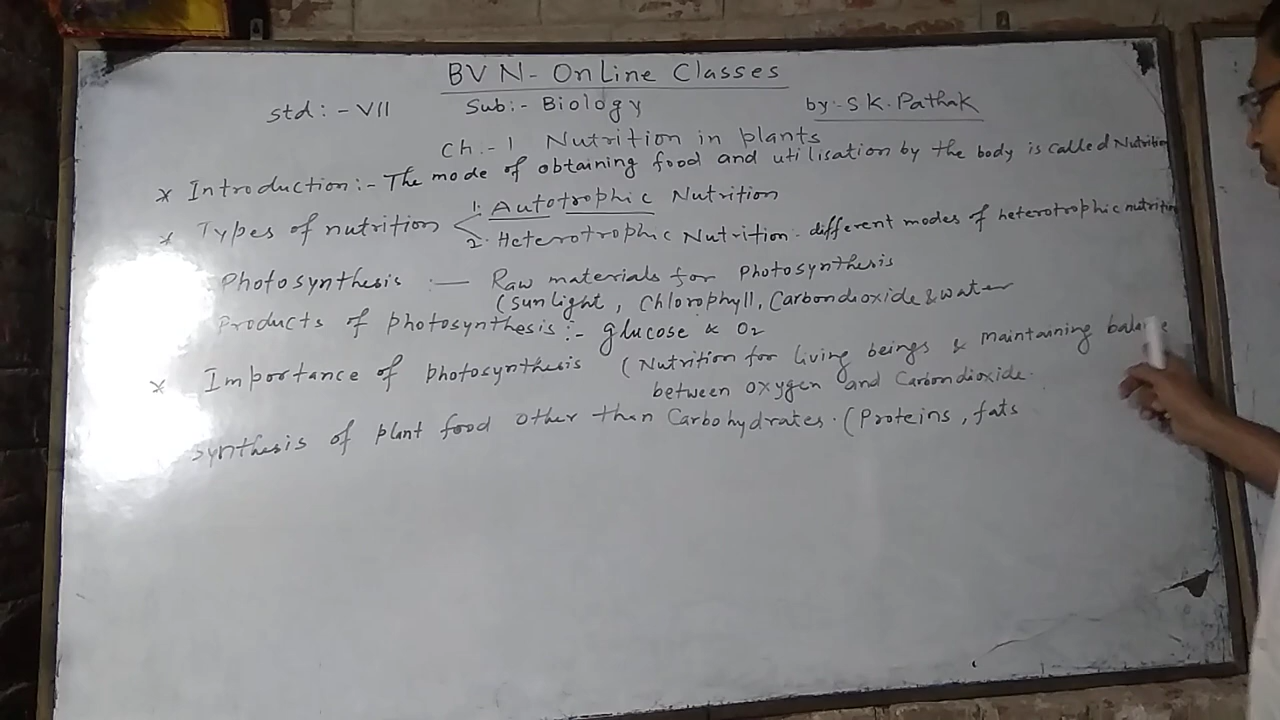 BVN - Online Classes
std :- VII Sub:- Biology by:- S K. Pathak
Ch.- 1 Nutrition in plants
* Introduction :- The mode of obtaining food and utilisation by the body is called Nutrition
* Types of nutrition 1. Autotrophic Nutrition
2. Heterotrophic Nutrition - different modes of heterotrophic nutrition
Photosynthesis :— Raw materials for Photosynthesis
(Sunlight, Chlorophyll, Carbondioxide & water
Products of photosynthesis :- glucose & O2
* Importance of photosynthesis (Nutrition for living beings & maintaining balance
between oxygen and Carbondioxide.
synthesis of plant food other than Carbohydrates. (Proteins, fats